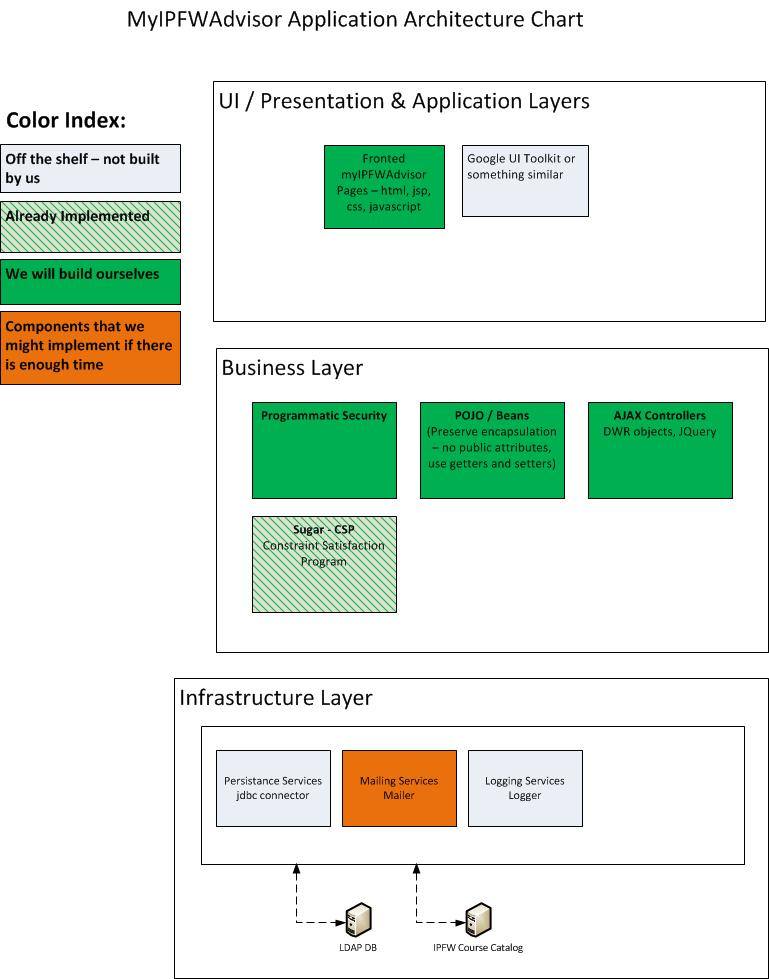 MyIPFWAdvisor Application Architecture Chart
Color Index:
Off the shelf – not built
by us
Already Implemented
We will build ourselves
Components that we
might implement if there
is enough time
UI / Presentation & Application Layers
Fronted
myIPFWAdvisor
Pages – html, jsp,
css, javascript
Google UI Toolkit or
something similar
Business Layer
Programmatic Security
POJO / Beans
(Preserve encapsulation
– no public attributes,
use getters and setters)
AJAX Controllers
DWR objects, JQuery
Sugar - CSP
Constraint Satisfaction
Program
Infrastructure Layer
Persistance Services
jdbc connector
Mailing Services
Mailer
Logging Services
Logger
LDAP DB
IPFW Course Catalog